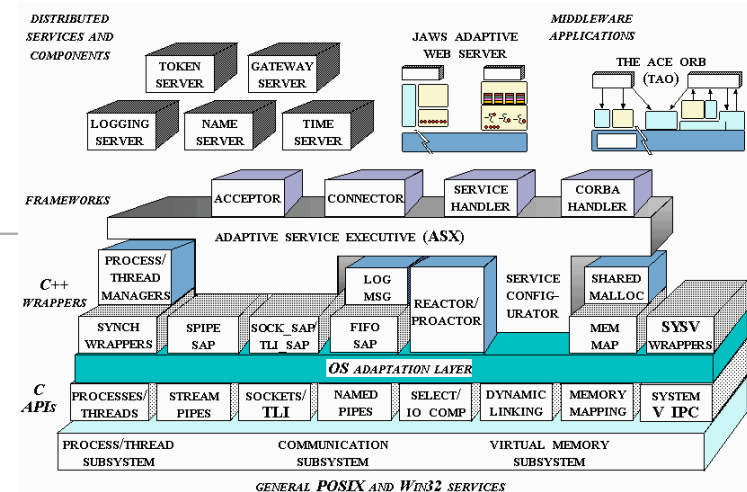 DISTRIBUTED
SERVICES AND
COMPONENTS
TOKEN
SERVER
GATEWAY
SERVER
LOGGING
SERVER
NAME
SERVER
TIME
SERVER
JAWS ADAPTIVE
WEB SERVER
MIDDLEWARE
APPLICATIONS
THE ACE ORB
(TAO)
FRAMEWORKS
ACCEPTOR
CONNECTOR
SERVICE
HANDLER
CORBA
HANDLER
ADAPTIVE SERVICE EXECUTIVE (ASX)
C++
WRAPPERS
PROCESS/
THREAD
MANAGERS
LOG
MSG
REACTOR/
PROACTOR
SERVICE
CONFIG-
URATOR
SHARED
MALLOC
SYNCH
WRAPPERS
SPIPE
SAP
SOCK_SAP/
TLI_SAP
FIFO
SAP
MEM
MAP
SYSV
WRAPPERS
OS ADAPTATION LAYER
C
APIS
PROCESSES/
THREADS
STREAM
PIPES
SOCKETS/
TLI
NAMED
PIPES
SELECT/
IO COMP
DYNAMIC
LINKING
MEMORY
MAPPING
SYSTEM
V IPC
PROCESS/THREAD
SUBSYSTEM
COMMUNICATION
SUBSYSTEM
VIRTUAL MEMORY
SUBSYSTEM
GENERAL POSIX AND WIN32 SERVICES